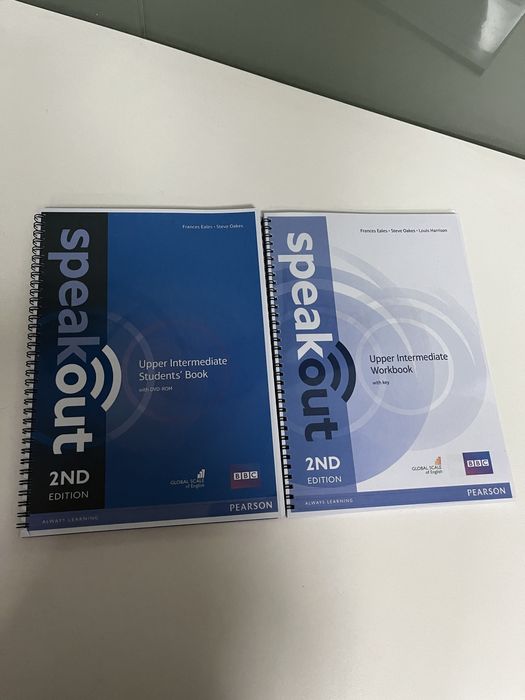 Frances Eales • Steve Oakes
speakout
Upper Intermediate
Students' Book
with DVD-ROM
2ND
EDITION
GLOBAL SCALE
of English
BBC
ALWAYS LEARNING
PEARSON
Frances Eales • Steve Oakes • Louis Harrison
speakout
Upper Intermediate
Workbook
with key
2ND
EDITION
GLOBAL SCALE
of English
BBC
ALWAYS LEARNING
PEARSON